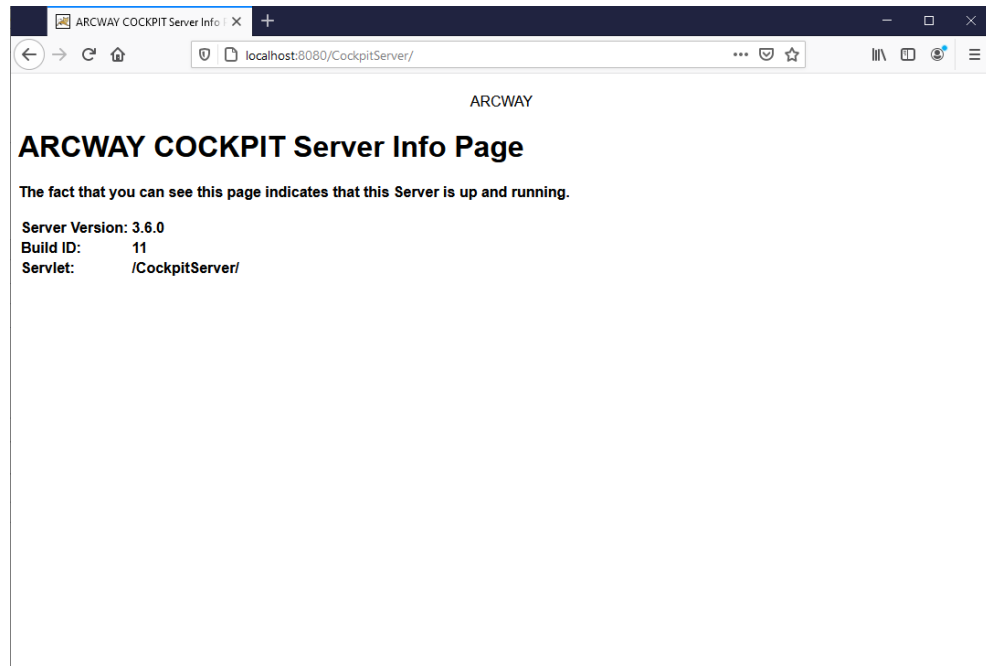 ARCWAY COCKPIT Server Info
localhost:8080/CockpitServer/
ARCWAY
ARCWAY COCKPIT Server Info Page
The fact that you can see this page indicates that this Server is up and running.
Server Version: 3.6.0
Build ID: 11
Servlet: /CockpitServer/